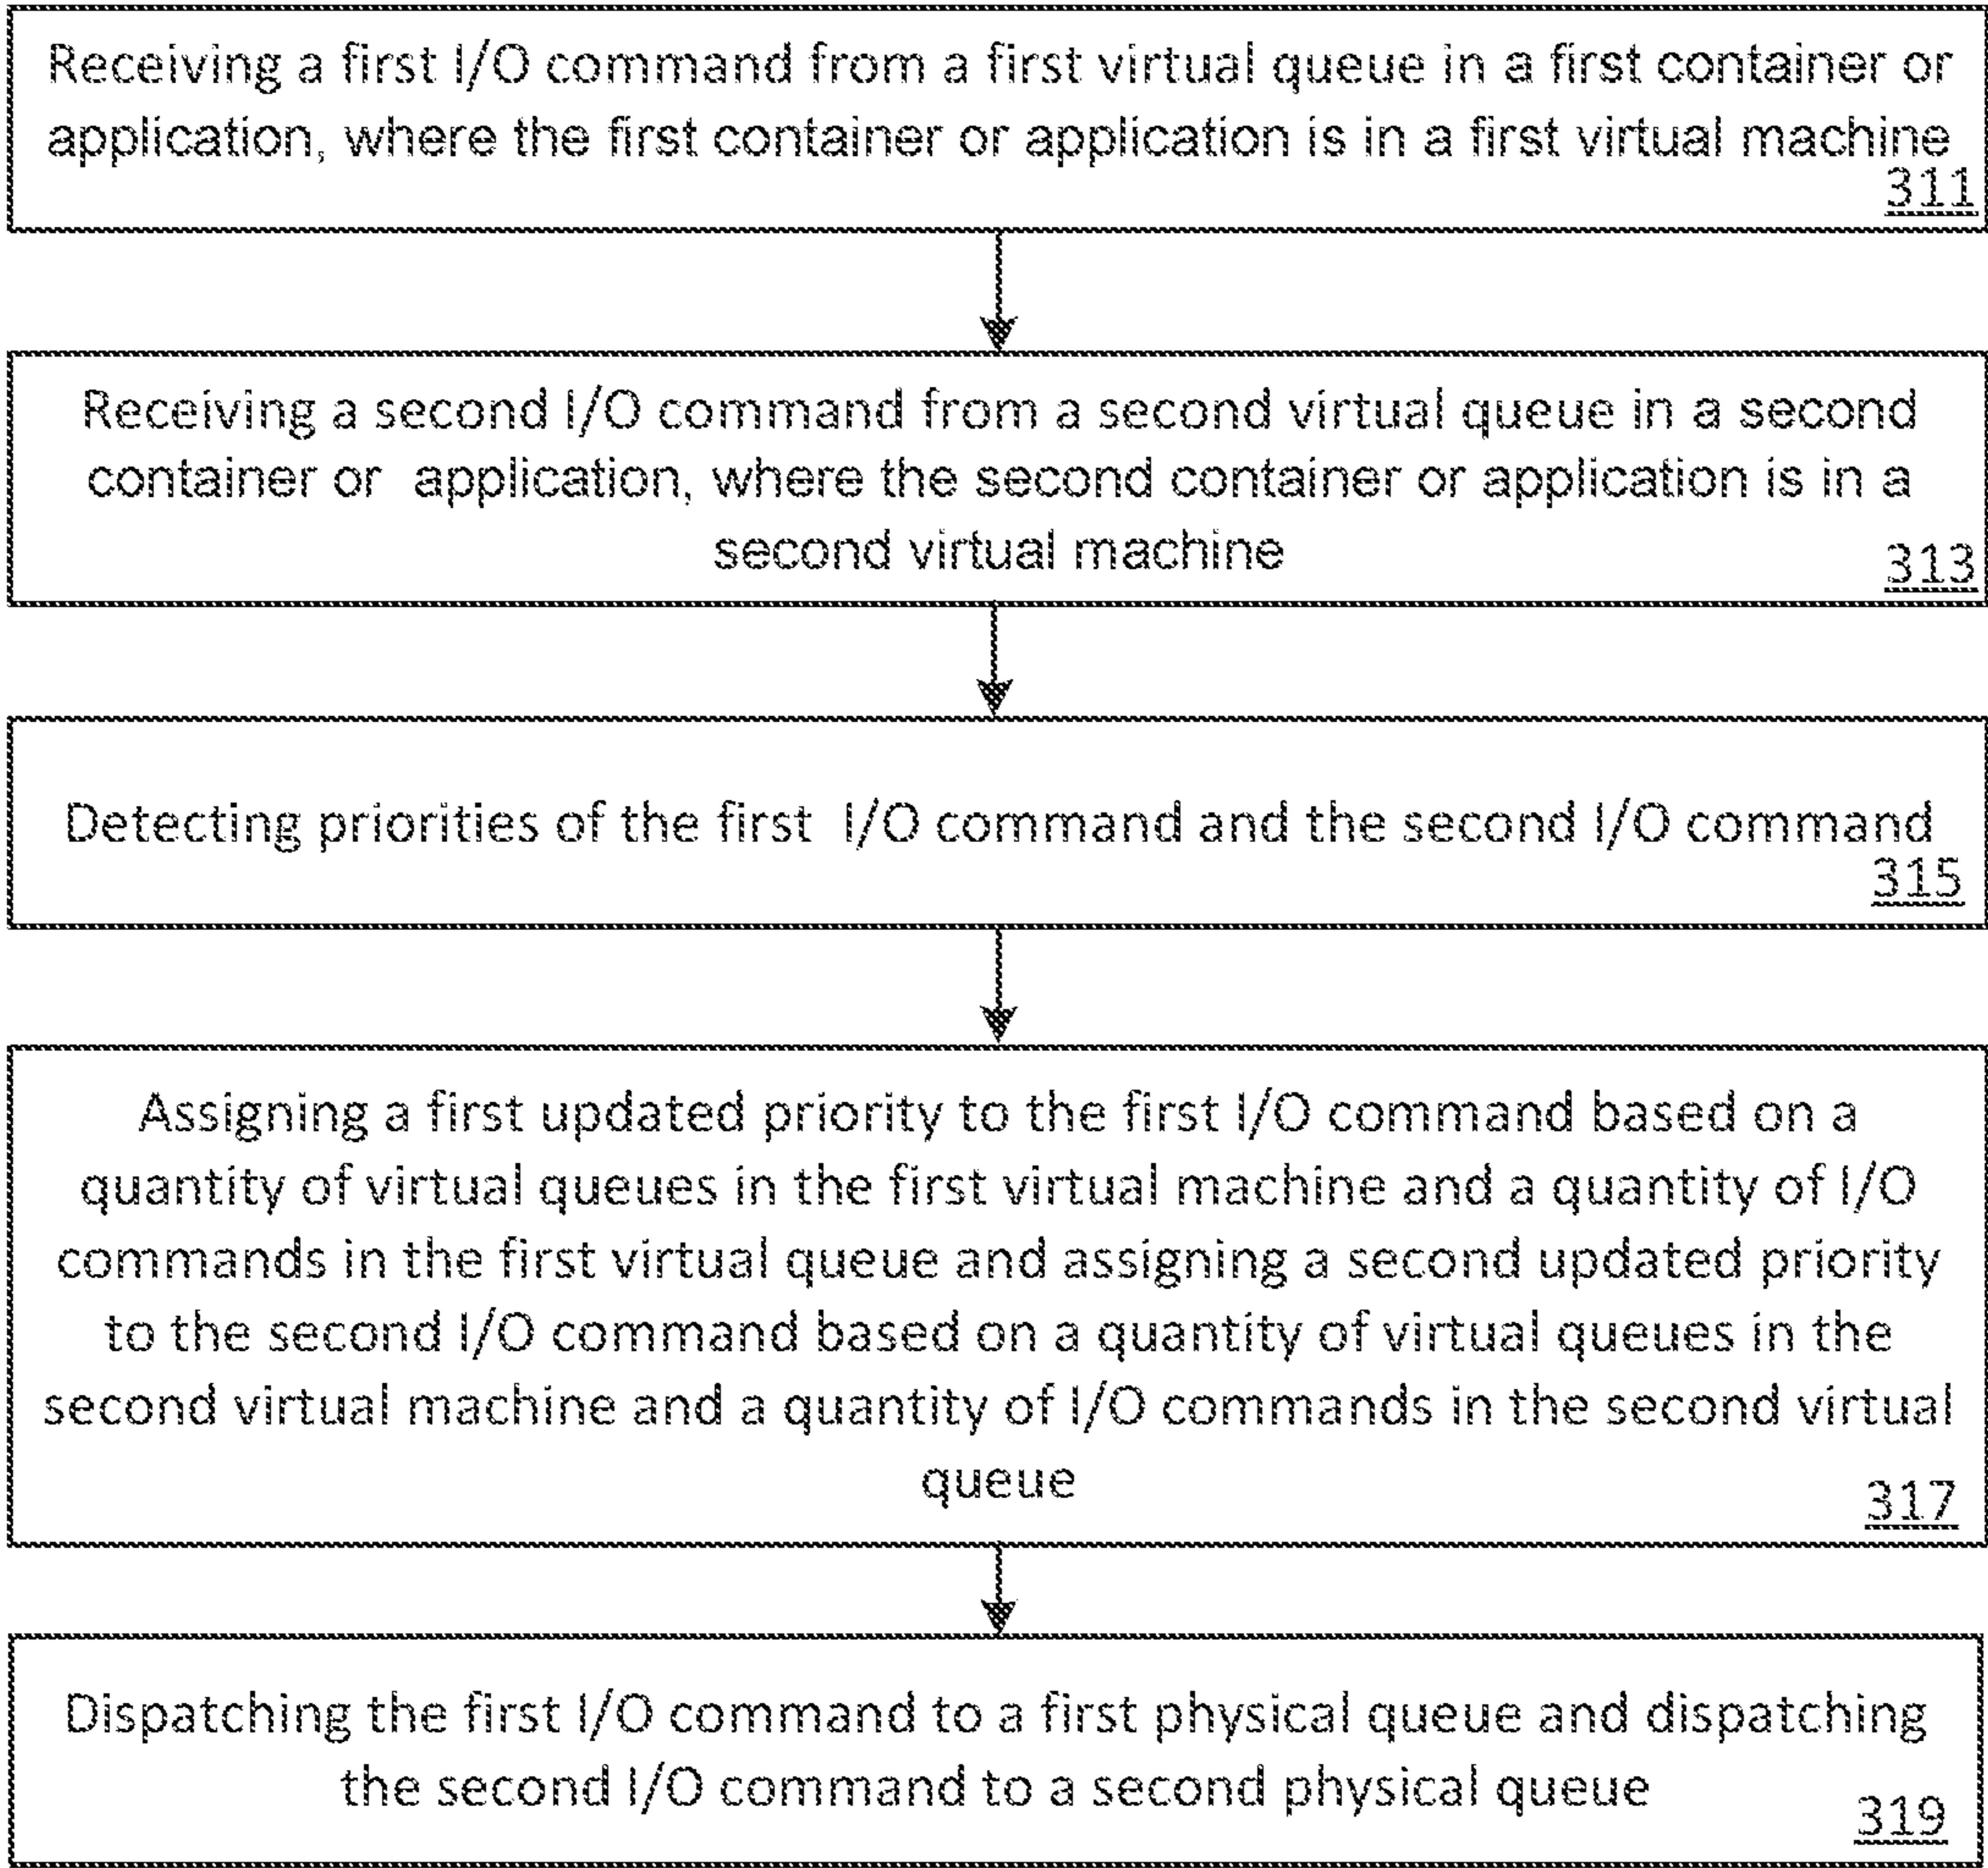 Receiving a first I/O command from a first virtual queue in a first container or
application, where the first container or application is in a first virtual machine
311
Receiving a second I/O command from a second virtual queue in a second
container or application, where the second container or application is in a
second virtual machine
313
Detecting priorities of the first I/O command and the second I/O command
315
Assigning a first updated priority to the first I/O command based on a
quantity of virtual queues in the first virtual machine and a quantity of I/O
commands in the first virtual queue and assigning a second updated priority
to the second I/O command based on a quantity of virtual queues in the
second virtual machine and a quantity of I/O commands in the second virtual
queue
317
Dispatching the first I/O command to a first physical queue and dispatching
the second I/O command to a second physical queue
319